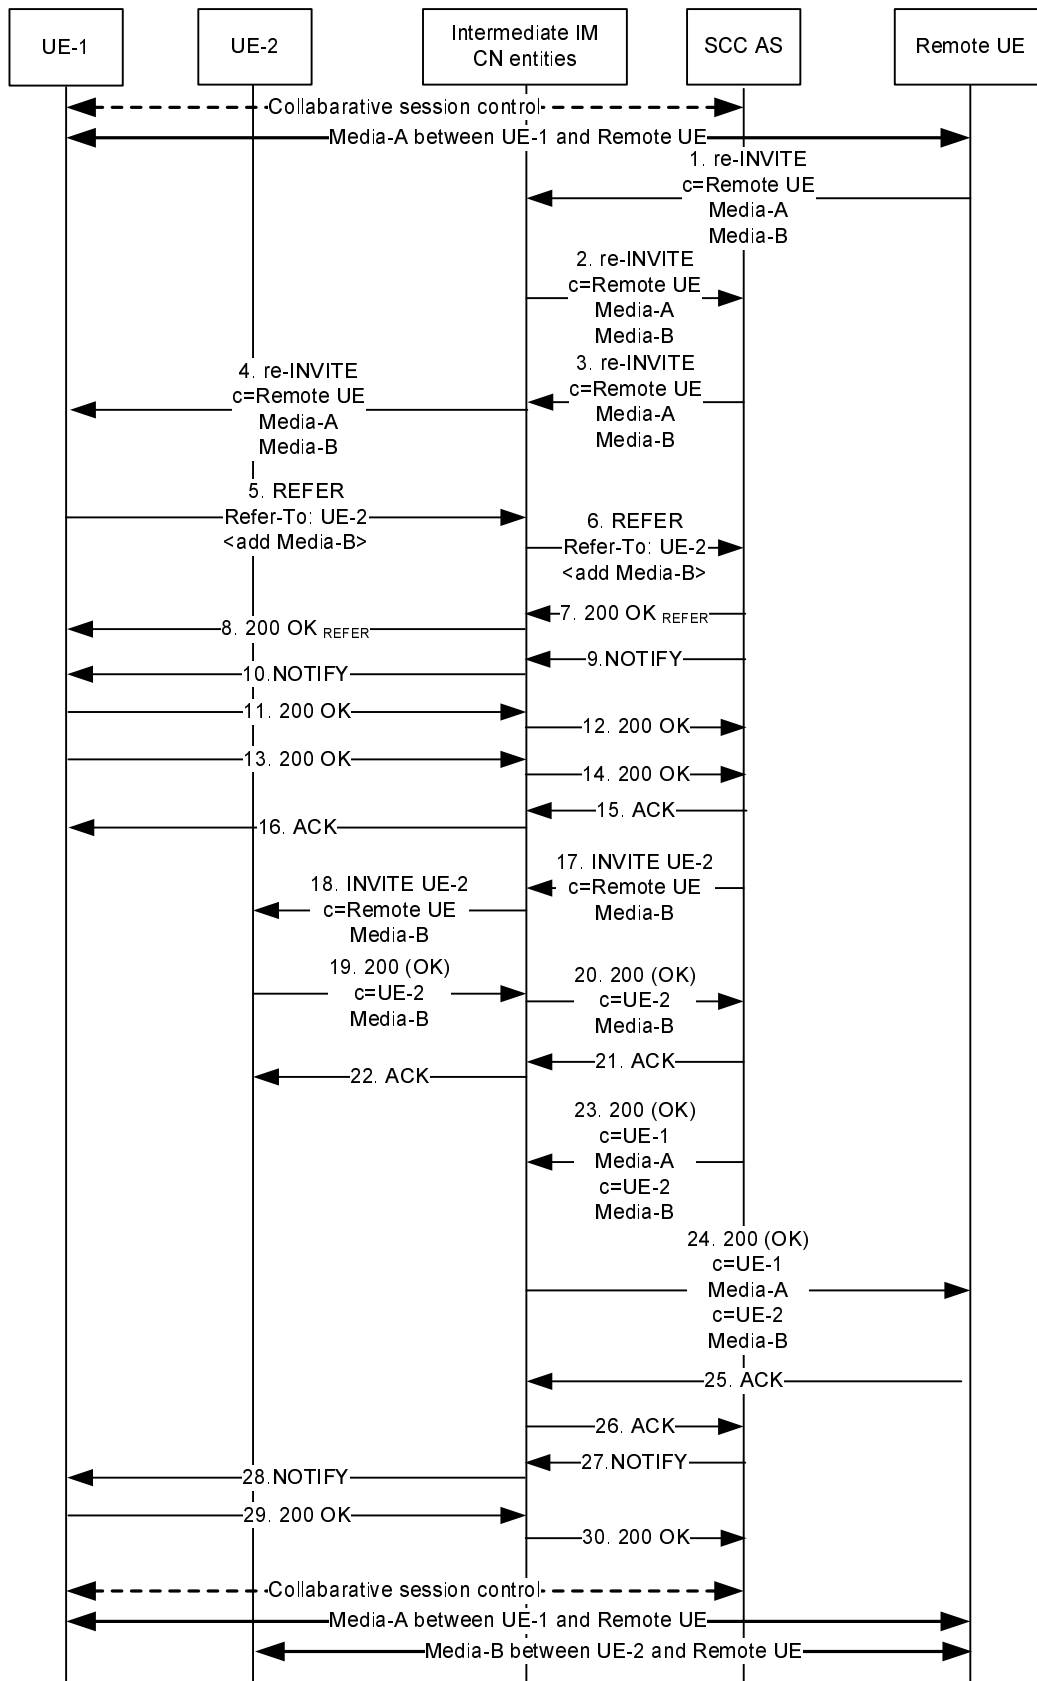 UE-1
UE-2
Intermediate IM
CN entities
SCC AS
Remote UE
Collabarative session control
Media-A between UE-1 and Remote UE
1. re-INVITE
c=Remote UE
Media-A
Media-B
2. re-INVITE
c=Remote UE
Media-A
Media-B
3. re-INVITE
c=Remote UE
Media-A
Media-B
4. re-INVITE
c=Remote UE
Media-A
Media-B
5. REFER
Refer-To: UE-2
<add Media-B>
6. REFER
Refer-To: UE-2
<add Media-B>
7. 200 OK REFER
8. 200 OK REFER
9.NOTIFY
10.NOTIFY
11. 200 OK
12. 200 OK
13. 200 OK
14. 200 OK
15. ACK
16. ACK
17. INVITE UE-2
c=Remote UE
Media-B
18. INVITE UE-2
c=Remote UE
Media-B
19. 200 (OK)
c=UE-2
Media-B
20. 200 (OK)
c=UE-2
Media-B
21. ACK
22. ACK
23. 200 (OK)
c=UE-1
Media-A
c=UE-2
Media-B
24. 200 (OK)
c=UE-1
Media-A
c=UE-2
Media-B
25. ACK
26. ACK
27.NOTIFY
28.NOTIFY
29. 200 OK
30. 200 OK
Collabarative session control
Media-A between UE-1 and Remote UE
Media-B between UE-2 and Remote UE